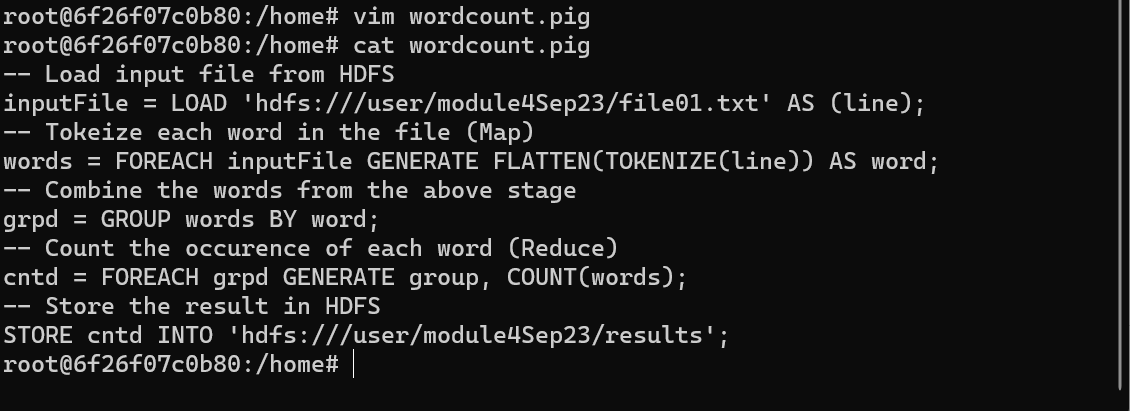 root@6f26f07c0b80:/home# vim wordcount.pig
root@6f26f07c0b80:/home# cat wordcount.pig
-- Load input file from HDFS
inputFile = LOAD 'hdfs:///user/module4Sep23/file01.txt' AS (line);
-- Tokeize each word in the file (Map)
words = FOREACH inputFile GENERATE FLATTEN(TOKENIZE(line)) AS word;
-- Combine the words from the above stage
grpd = GROUP words BY word;
-- Count the occurence of each word (Reduce)
cntd = FOREACH grpd GENERATE group, COUNT(words);
-- Store the result in HDFS
STORE cntd INTO 'hdfs:///user/module4Sep23/results';
root@6f26f07c0b80:/home#